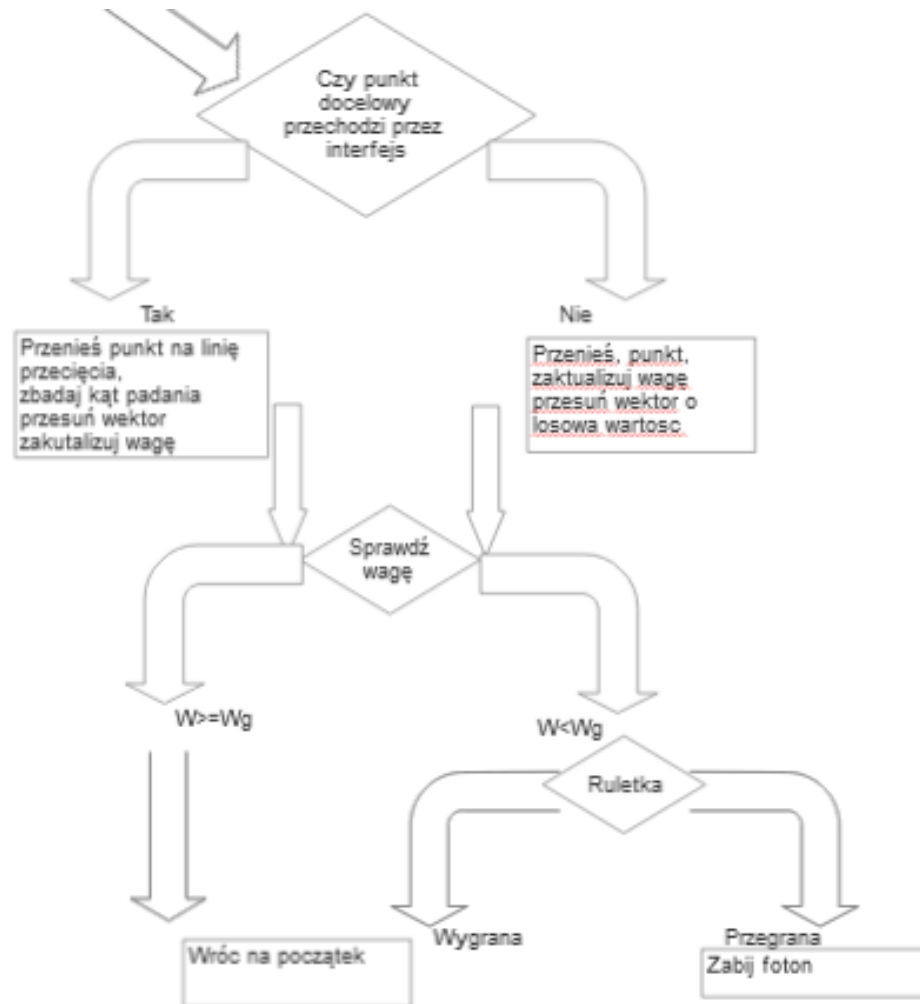 Czy punkt
docelowy
przechodzi przez
interfejs
Tak
Nie
Przenieś punkt na linię
przecięcia,
zbadaj kąt padania
przesuń wektor
zakutalizuj wagę
Przenieś, punkt,
zaktualizuj wagę
przesuń wektor o
losowa wartosc
Sprawdź
wagę
W>=Wg
W<Wg
Ruletka
Wygrana
Przegrana
Wróc na początek
Zabij foton